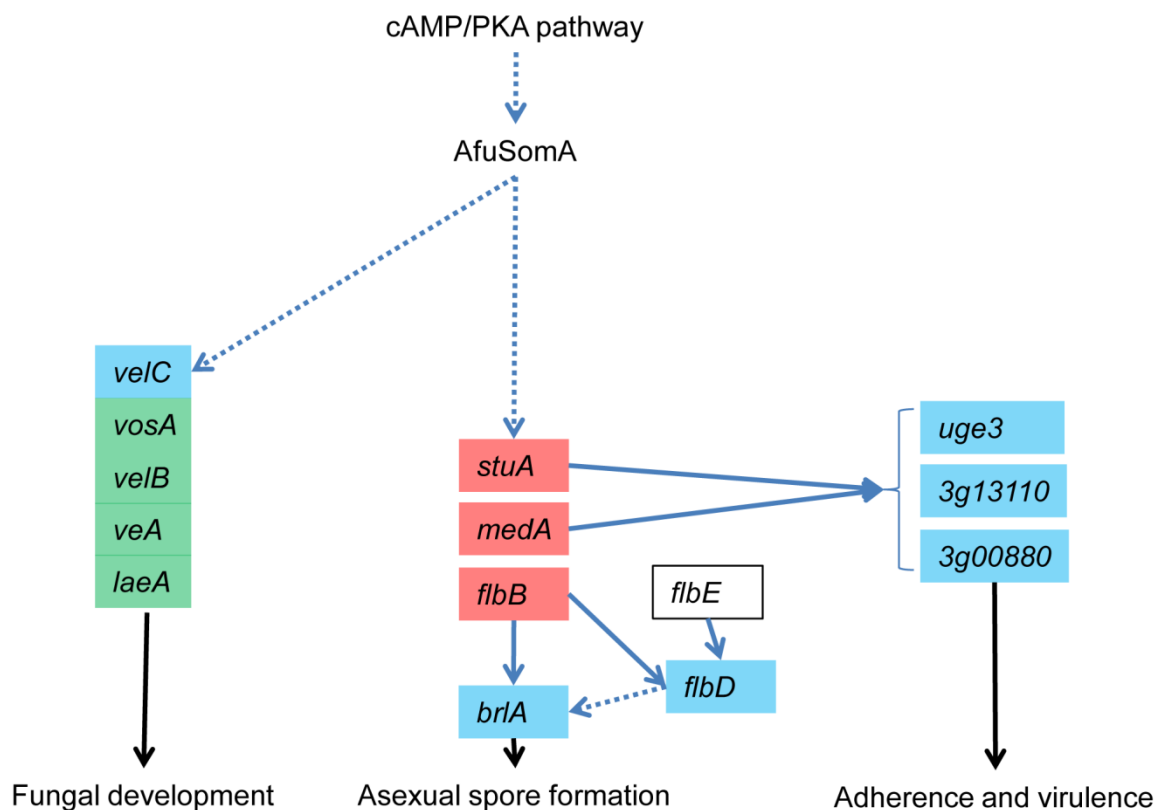 cAMP/PKA pathway
AfuSomA
velC
vosA
velB
veA
laeA
stuA
medA
flbB
flbE
flbD
brlA
uge3
3g13110
3g00880
Fungal development
Asexual spore formation
Adherence and virulence